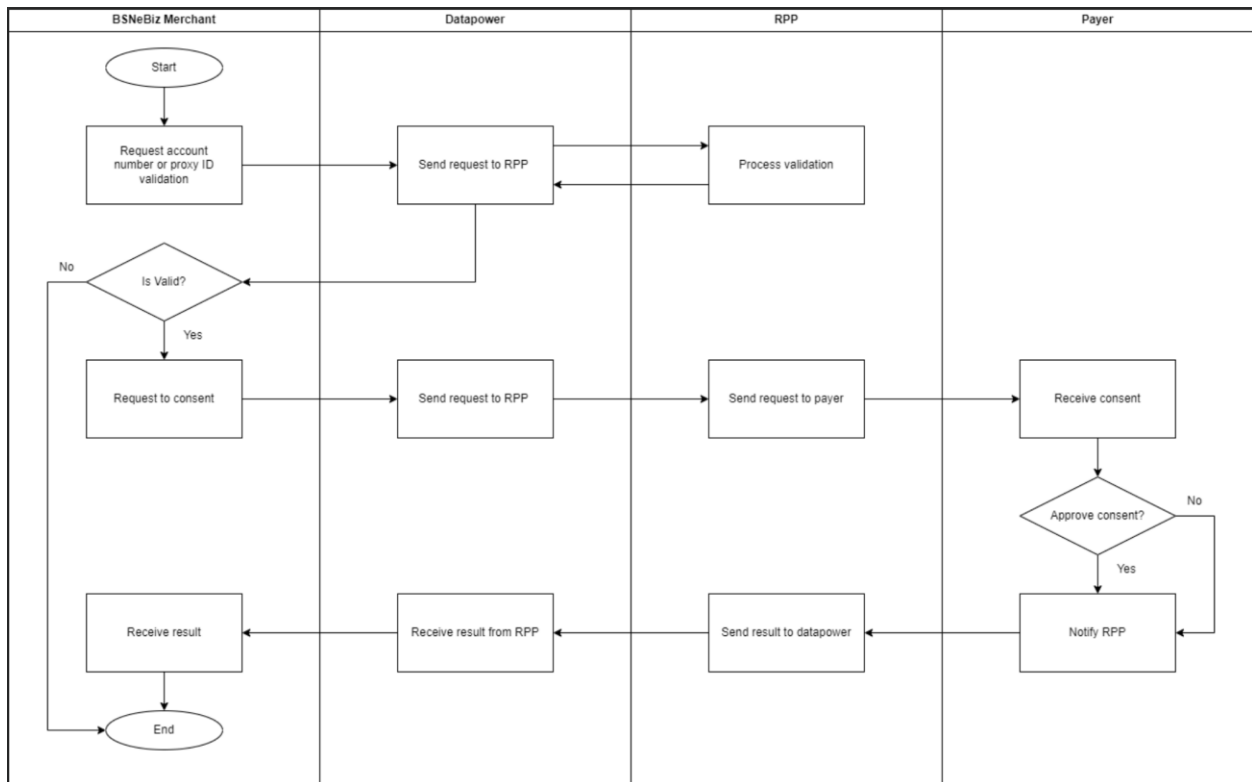 BSNeBiz Merchant
Datapower
RPP
Payer
Start
Request account
number or proxy ID
validation
Send request to RPP
Process validation
No
Is Valid?
Yes
Request to consent
Send request to RPP
Send request to payer
Receive consent
Approve consent?
No
Yes
Receive result
Receive result from RPP
Send result to datapower
Notify RPP
End